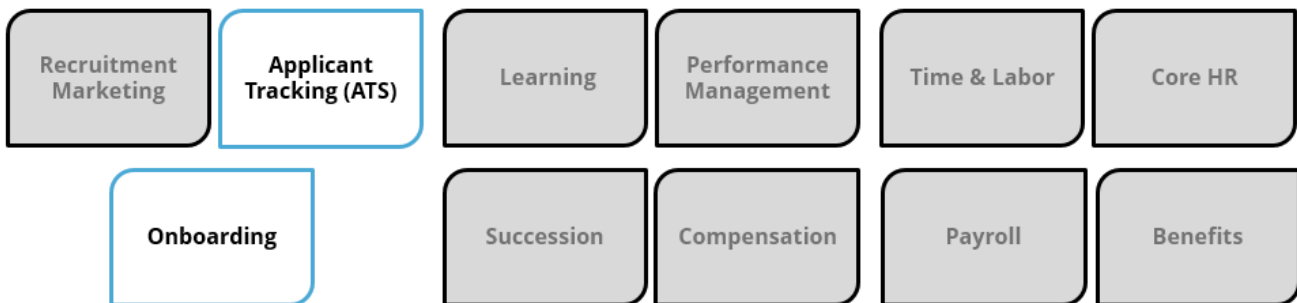 Recruitment
Marketing
Applicant
Tracking (ATS)
Learning
Performance
Management
Time & Labor
Core HR
Onboarding
Succession
Compensation
Payroll
Benefits